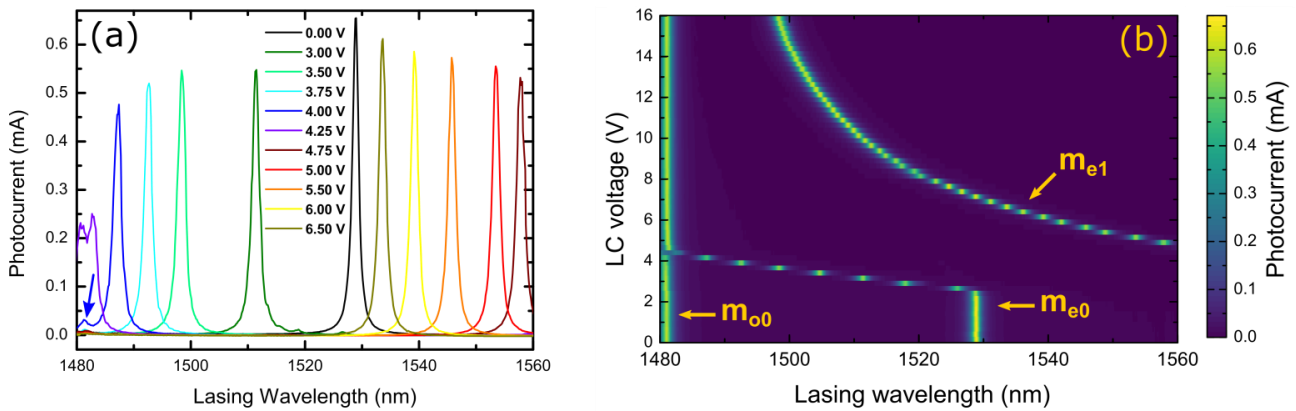 (a)
Photocurrent (mA)
0.6
0.5
0.4
0.3
0.2
0.1
0.0
0.00 V
3.00 V
3.50 V
3.75 V
4.00 V
4.25 V
4.75 V
5.00 V
5.50 V
6.00 V
6.50 V
1480 1500 1520 1540 1560
Lasing Wavelength (nm)
(b)
LC voltage (V)
16
14
12
10
8
6
4
2
0
me1
me0
mo0
1480 1500 1520 1540 1560
Lasing wavelength (nm)
0.6
0.5
0.4
0.3
0.2
0.1
0.0
Photocurrent (mA)